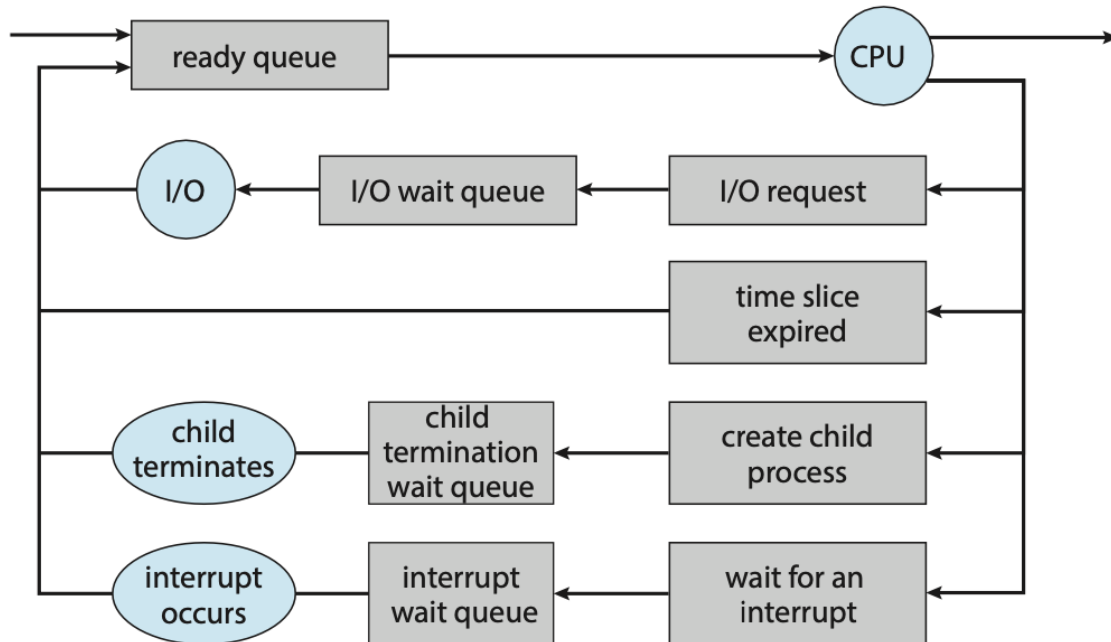 ready queue
CPU
I/O
I/O wait queue
I/O request
time slice
expired
child
terminates
child
termination
wait queue
create child
process
interrupt
occurs
interrupt
wait queue
wait for an
interrupt